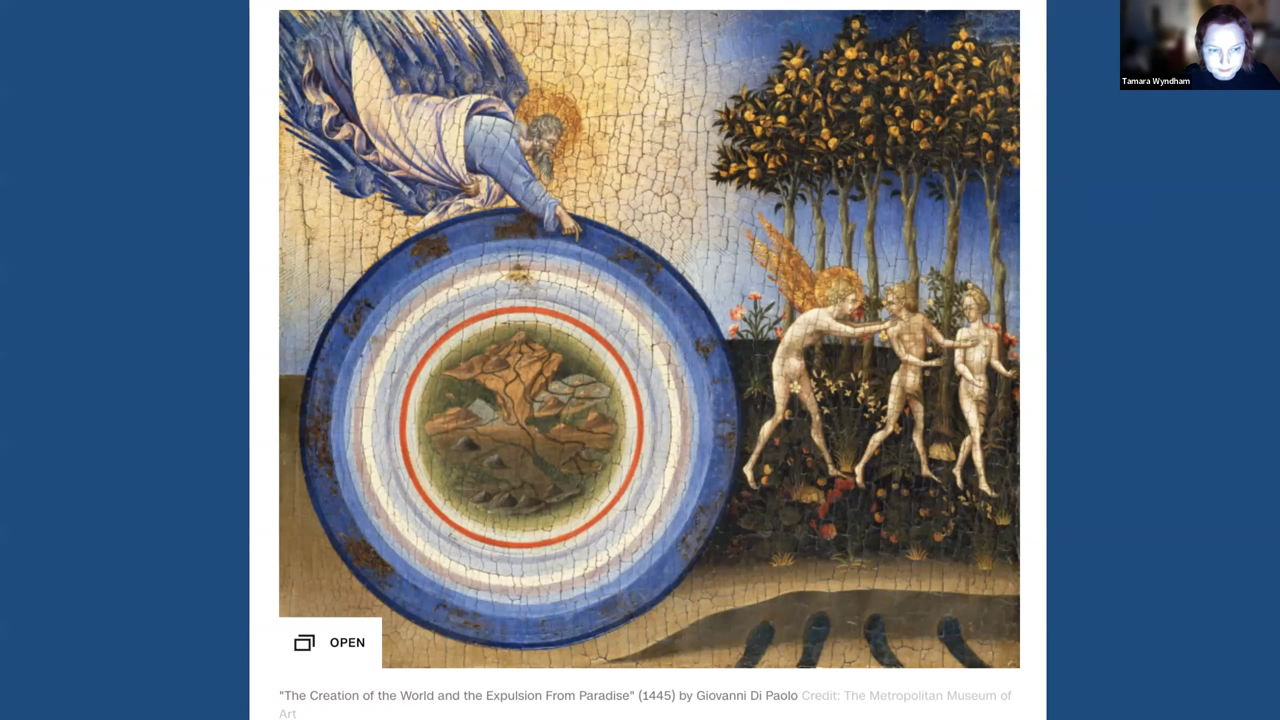 Tamara Wyndham
OPEN
"The Creation of the World and the Expulsion From Paradise" (1445) by Giovanni Di Paolo Credit: The Metropolitan Museum of
Art